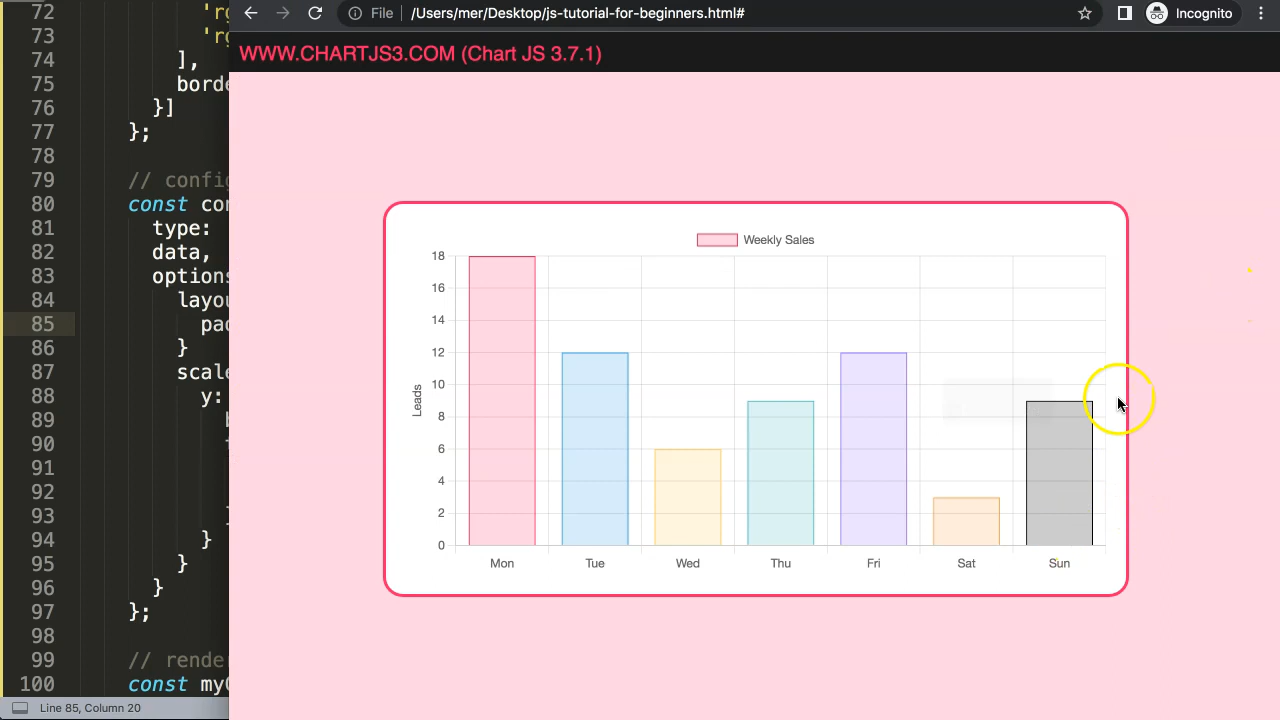 File /Users/mer/Desktop/js-tutorial-for-beginners.html# Incognito
WWW.CHARTJS3.COM (Chart JS 3.7.1)
72 'r
73 'r
74 ],
75 borde
76 }]
77 };
78
79 // config
80 const co
81 type:
82 data,
83 options
84 layou
85 pa
86 }
87 scale
88 y:
89
90
91
92
93
94 }
95 }
96 }
97 };
98
99 // rende
100 const my
Line 85, Column 20
Weekly Sales
Leads
18
16
14
12
10
8
6
4
2
0
Mon Tue Wed Thu Fri Sat Sun